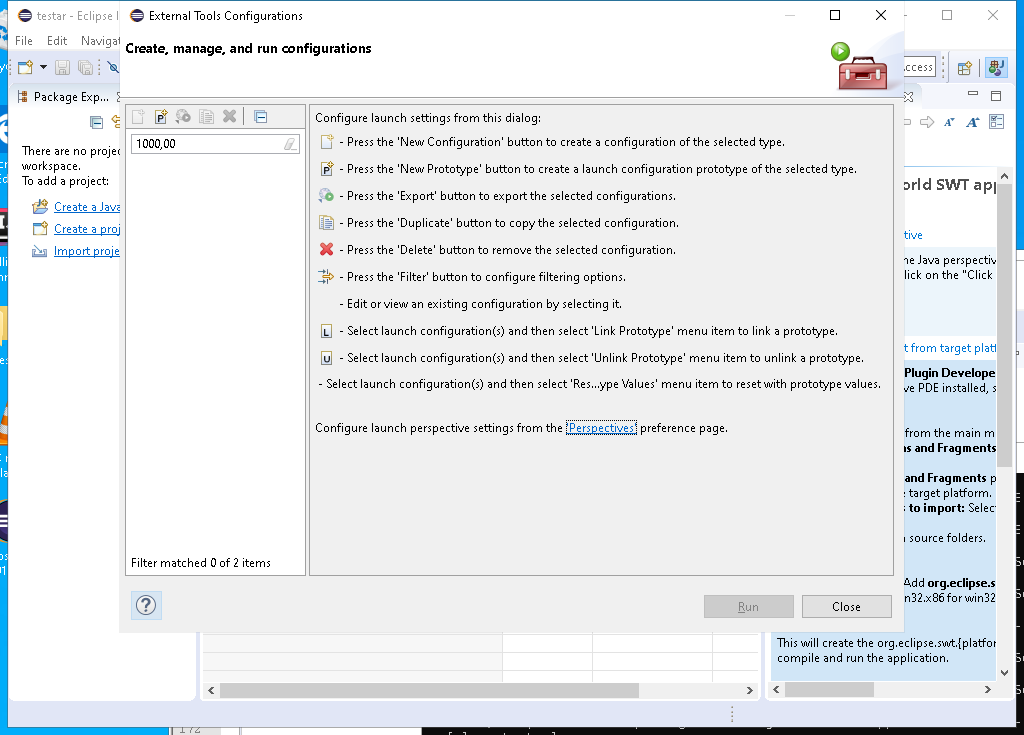 testar - Eclipse
External Tools Configurations
File Edit Navigat
Create, manage, and run configurations
ccess
Package Exp...
There are no projec
workspace.
To add a project:
Create a Java
Create a proj
Import proje
1000,00
Filter matched 0 of 2 items
Configure launch settings from this dialog:
- Press the 'New Configuration' button to create a configuration of the selected type.
P - Press the 'New Prototype' button to create a launch configuration prototype of the selected type.
- Press the 'Export' button to export the selected configurations.
- Press the 'Duplicate' button to copy the selected configuration.
- Press the 'Delete' button to remove the selected configuration.
- Press the 'Filter' button to configure filtering options.
- Edit or view an existing configuration by selecting it.
L - Select launch configuration(s) and then select 'Link Prototype' menu item to link a prototype.
U - Select launch configuration(s) and then select 'Unlink Prototype' menu item to unlink a prototype.
- Select launch configuration(s) and then select 'Res...ype Values' menu item to reset with prototype values.
Configure launch perspective settings from the 'Perspectives' preference page.
?
Run
Close
orld SWT app
tive
he Java perspectiv
lick on the "Click
t from target platf
Plugin Develope
ve PDE installed, s
from the main m
ns and Fragments
and Fragments p
e target platform.
s to import: Selec
n source folders.
Add org.eclipse.s
n32.x86 for win32
This will create the org.eclipse.swt.{platfor
compile and run the application.
172